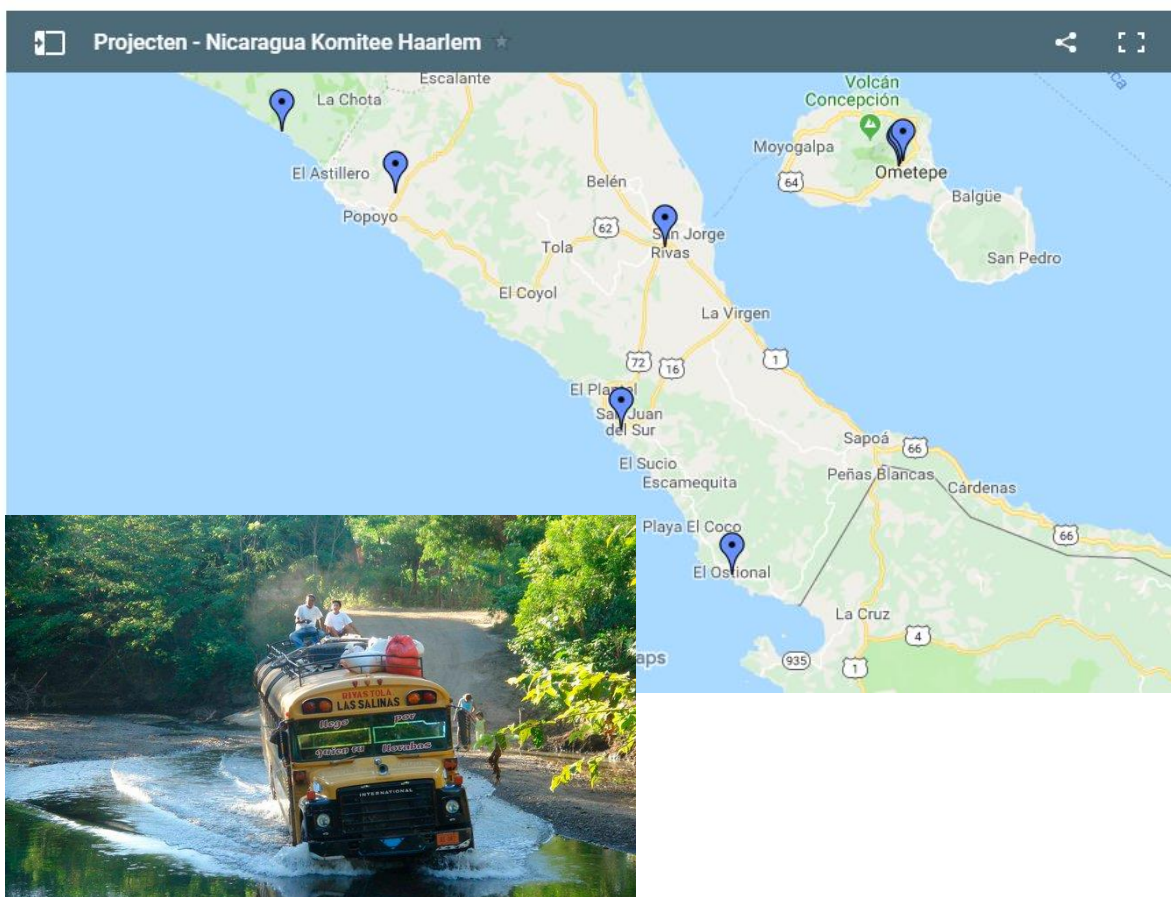 Projecten - Nicaragua Komitee Haarlem
Escalante
La Chota
Volcán
Concepción
Moyogalpa
El Astillero
Belén
64
Ometepe
Balgüe
Popoyo
62
San Jorge
Tola
Rivas
San Pedro
El Coyol
La Virgen
1
72
16
El Plantel
San Juan
del Sur
Sapoá
66
El Sucio
Peñas Blancas
Escamequita
Cárdenas
Playa El Coco
66
El Ostional
La Cruz
4
aps
935
1
RIVAS TOLA
LAS SALINAS
llego por
quien tu llorabas
INTERNATIONAL